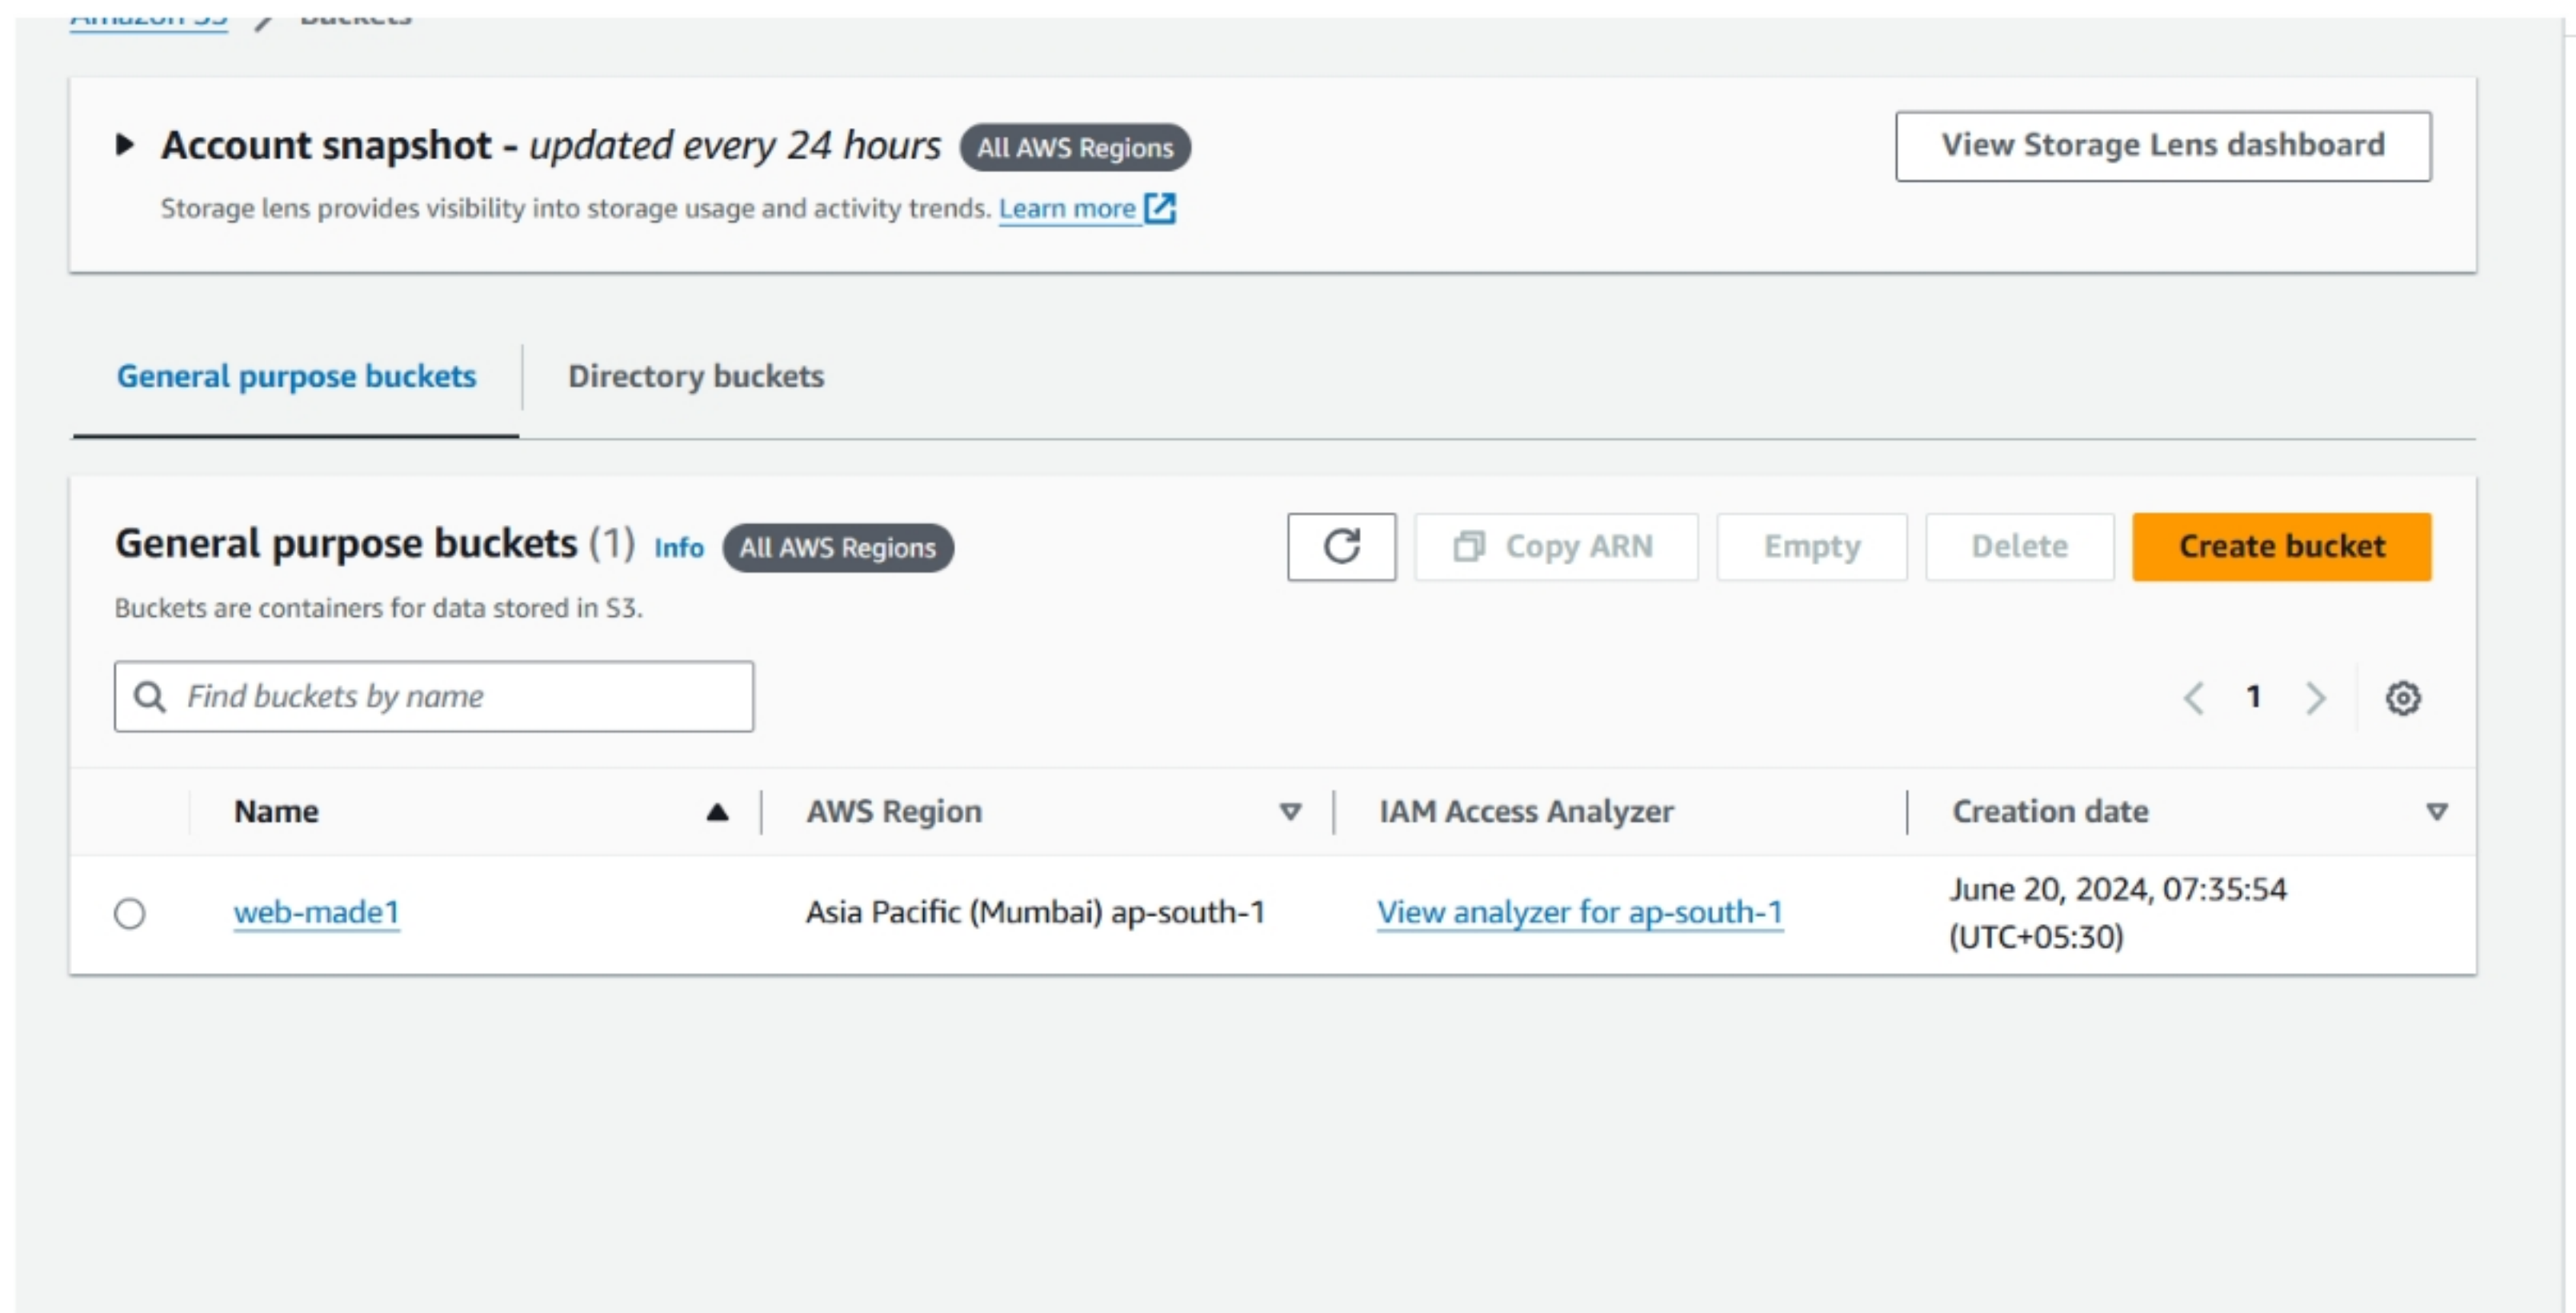 Amazon S3 > Buckets
Account snapshot - updated every 24 hours All AWS Regions
View Storage Lens dashboard
Storage lens provides visibility into storage usage and activity trends. Learn more
General purpose buckets
Directory buckets
General purpose buckets (1) Info All AWS Regions
Copy ARN
Empty
Delete
Create bucket
Buckets are containers for data stored in S3.
Find buckets by name
1
Name
AWS Region
IAM Access Analyzer
Creation date
web-made1
Asia Pacific (Mumbai) ap-south-1
View analyzer for ap-south-1
June 20, 2024, 07:35:54
(UTC+05:30)